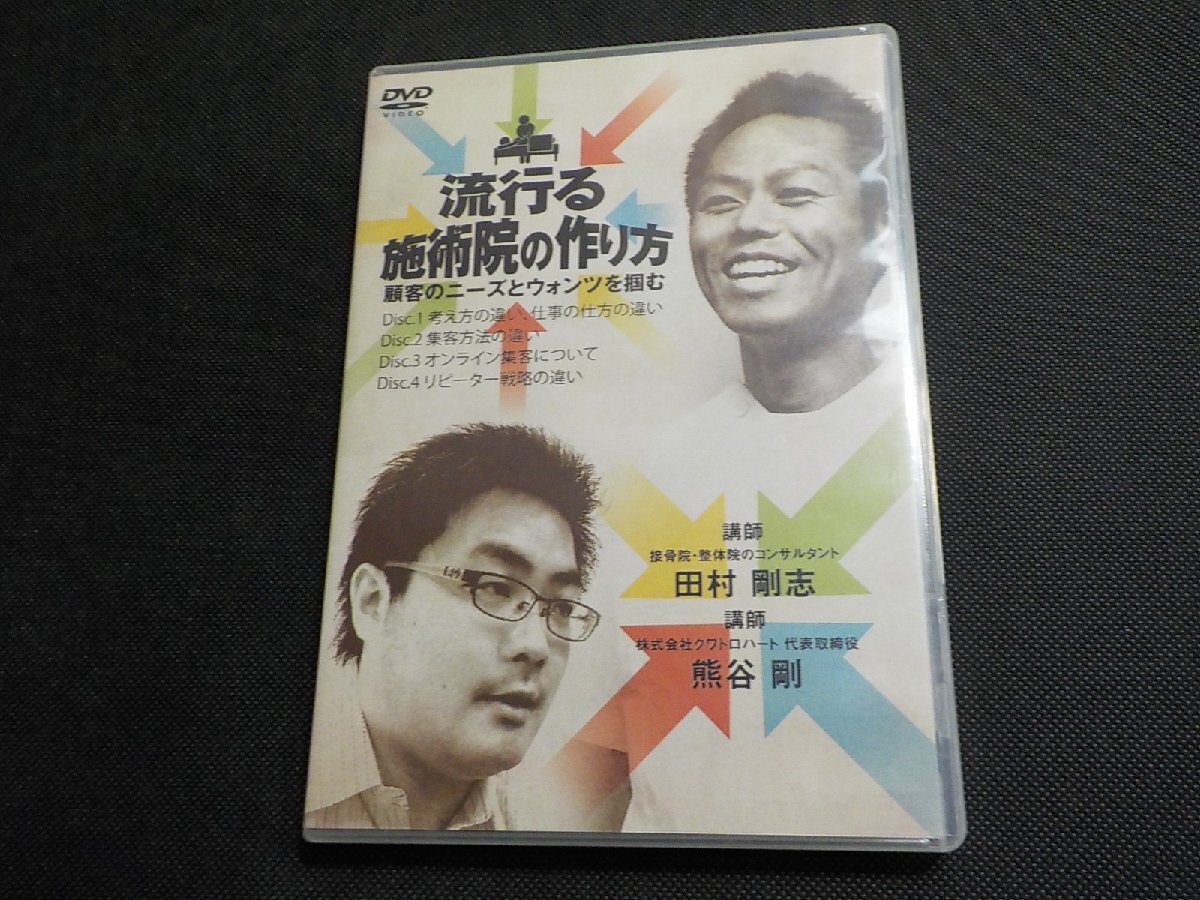 DVD
VIDEO
流行る
施術院の作り方
顧客のニーズとウォンツを掴む
Disc.1 考え方の違い、仕事の仕方の違い
Disc.2 集客方法の違い
Disc.3 オンライン集客について
Disc.4 リピーター戦略の違い
講師
接骨院・整体院のコンサルタント
田村 剛志
講師
株式会社クワトロハート 代表取締役
熊谷 剛